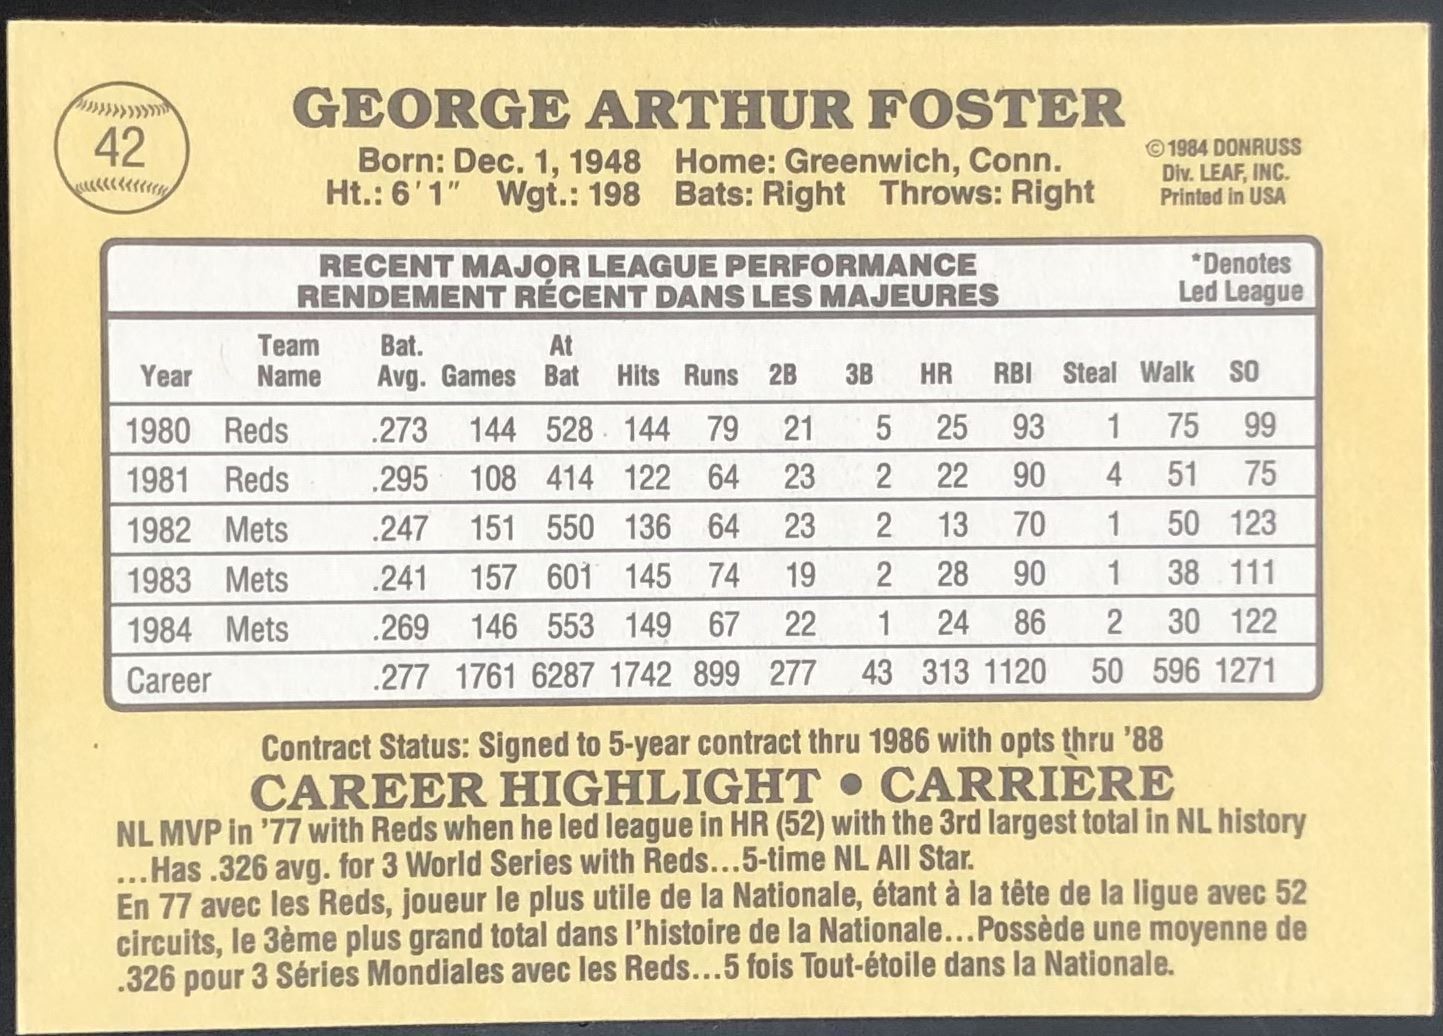 42
GEORGE ARTHUR FOSTER
Born: Dec. 1, 1948 Home: Greenwich, Conn.
Ht.: 6'1" Wgt.: 198 Bats: Right Throws: Right
©1984 DONRUSS
Div. LEAF, INC.
Printed in USA
RECENT MAJOR LEAGUE PERFORMANCE
RENDEMENT RÉCENT DANS LES MAJEURES
*Denotes
Led League
Year Team Name Bat. Avg. Games At Bat Hits Runs 2B 3B HR RBI Steal Walk SO
1980 Reds .273 144 528 144 79 21 5 25 93 1 75 99
1981 Reds .295 108 414 122 64 23 2 22 90 4 51 75
1982 Mets .247 151 550 136 64 23 2 13 70 1 50 123
1983 Mets .241 157 601 145 74 19 2 28 90 1 38 111
1984 Mets .269 146 553 149 67 22 1 24 86 2 30 122
Career .277 1761 6287 1742 899 277 43 313 1120 50 596 1271
Contract Status: Signed to 5-year contract thru 1986 with opts thru '88
CAREER HIGHLIGHT • CARRIÈRE
NL MVP in '77 with Reds when he led league in HR (52) with the 3rd largest total in NL history
...Has .326 avg. for 3 World Series with Reds...5-time NL All Star.
En 77 avec les Reds, joueur le plus utile de la Nationale, étant à la tête de la ligue avec 52
circuits, le 3ème plus grand total dans l'histoire de la Nationale...Possède une moyenne de
.326 pour 3 Séries Mondiales avec les Reds...5 fois Tout-étoile dans la Nationale.